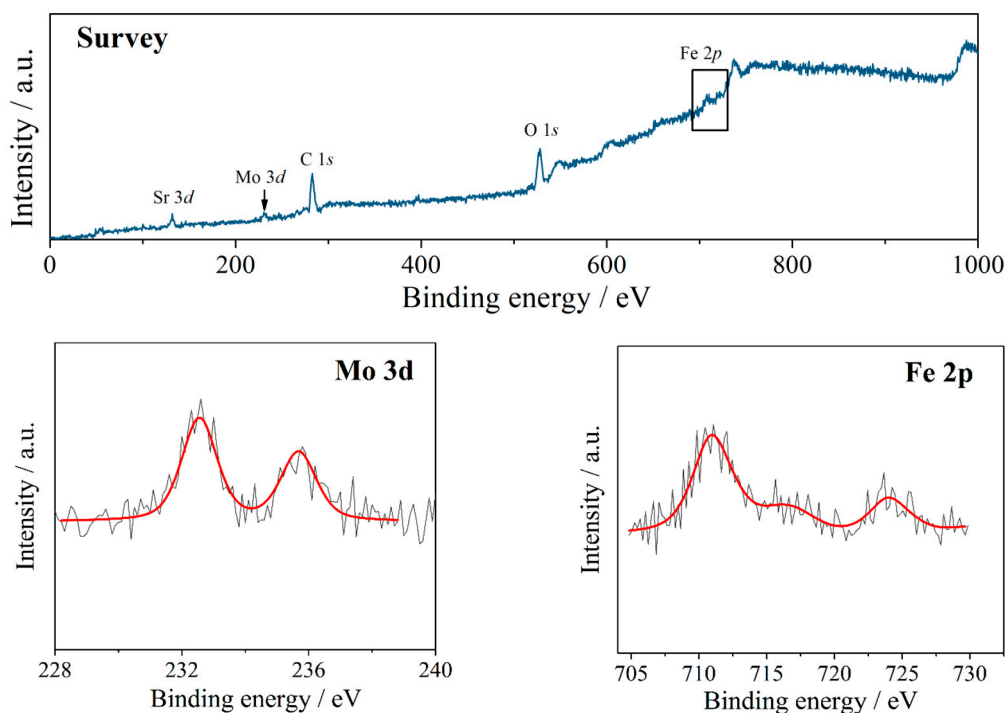 Survey
Intensity / a.u.
Sr 3d
Mo 3d
C 1s
O 1s
Fe 2p
0 200 400 600 800 1000
Binding energy / eV
Mo 3d
Intensity / a.u.
228 232 236 240
Binding energy / eV
Fe 2p
Intensity / a.u.
705 710 715 720 725 730
Binding energy / eV